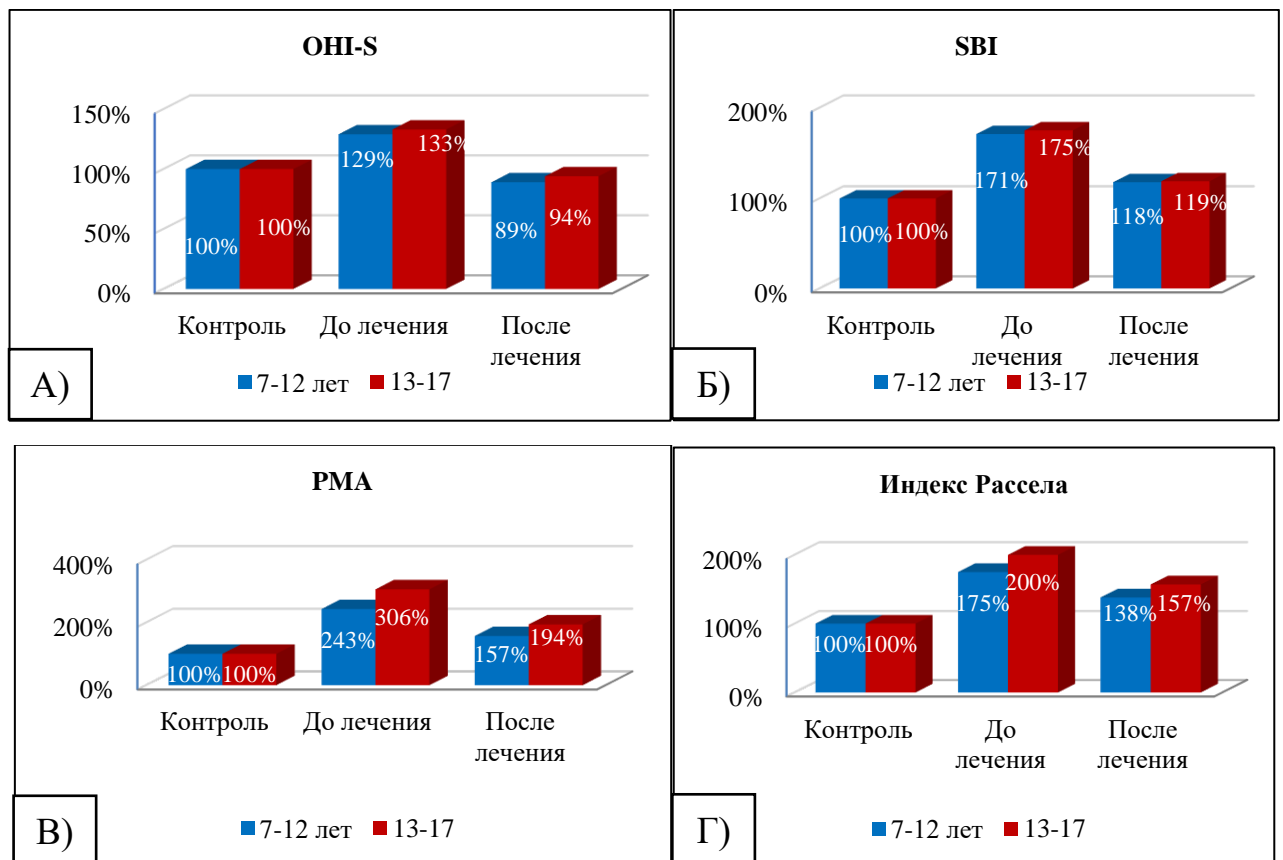 OHI-S
150%
100%
50%
0%
100%
100%
129%
133%
89%
94%
Контроль
До лечения
После
лечения
7-12 лет
13-17
А)
SBI
200%
100%
0%
100%
100%
171%
175%
118%
119%
Контроль
До
лечения
После
лечения
7-12 лет
13-17
Б)
PMA
400%
200%
0%
100%
100%
243%
306%
157%
194%
Контроль
До лечения
После
лечения
7-12 лет
13-17
В)
Индекс Рассела
200%
100%
0%
100%
100%
175%
200%
138%
157%
Контроль
До
лечения
После
лечения
7-12 лет
13-17
Г)